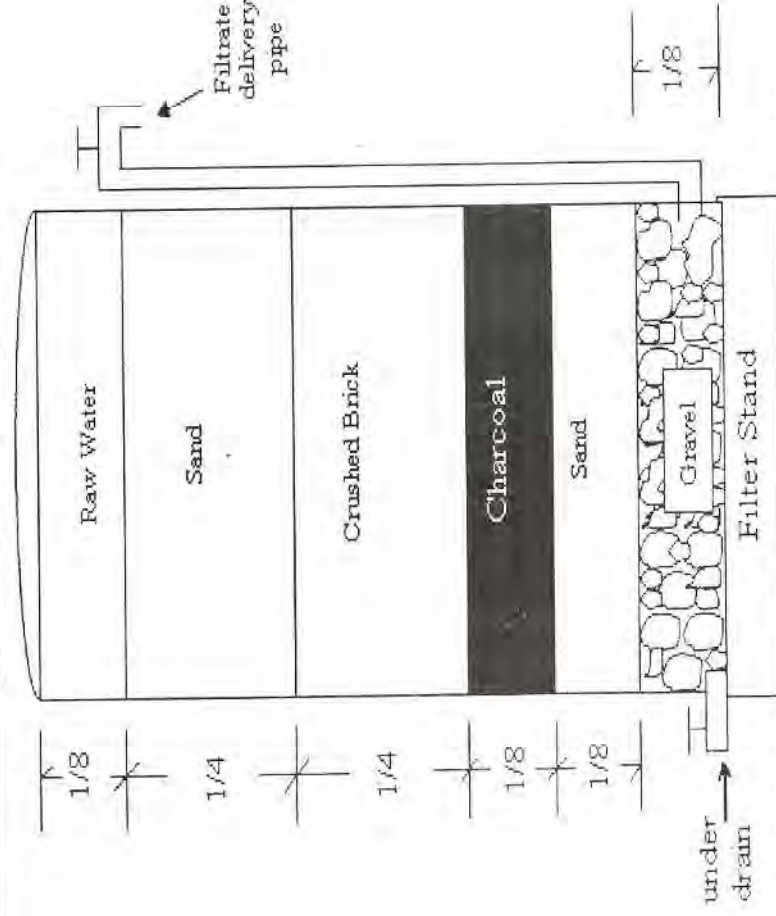 Filtrate
delivery
pipe
1/8
Raw Water
1/4
Sand
1/4
Crushed Brick
1/8
Charcoal
1/8
Sand
1/8
Gravel
under
drain
Filter Stand